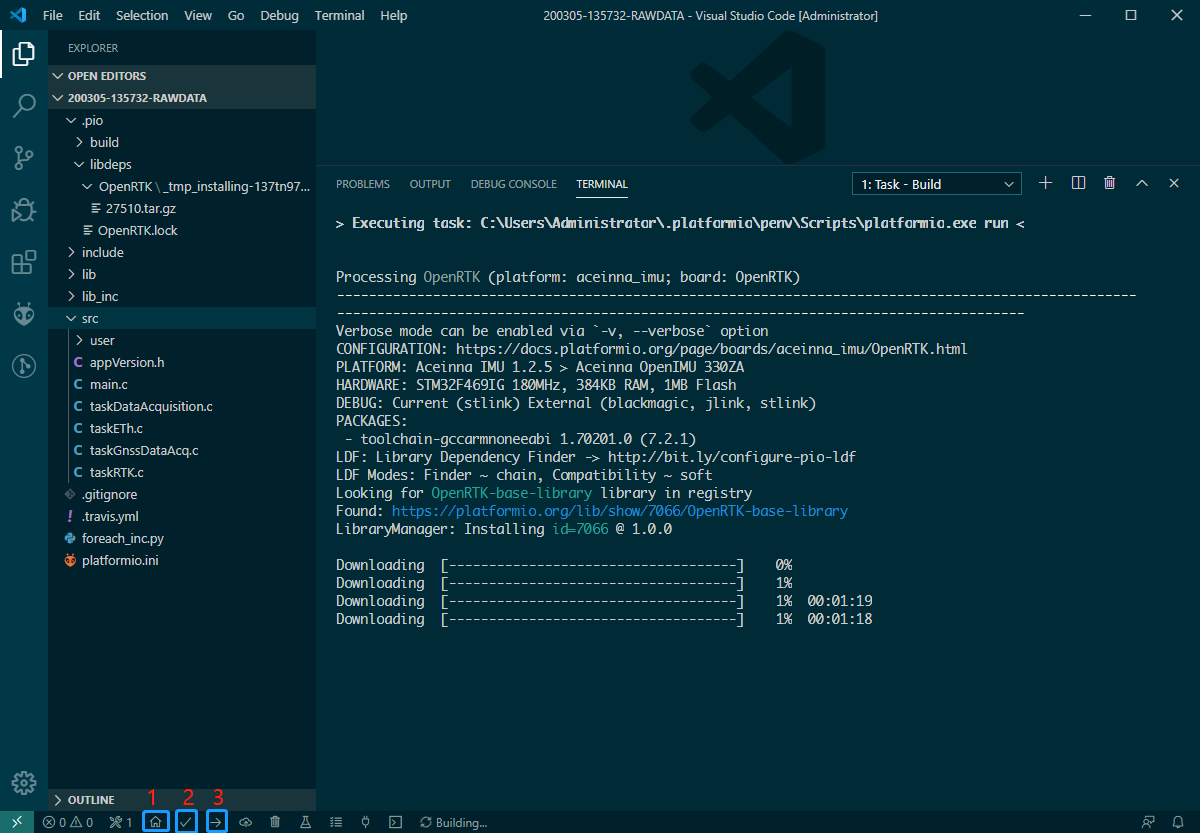 File Edit Selection View Go Debug Terminal Help 200305-135732-RAWDATA - Visual Studio Code [Administrator]
EXPLORER
OPEN EDITORS
200305-135732-RAWDATA
.pio
build
libdeps
OpenRTK \ _tmp_installing-137tn97...
27510.tar.gz
OpenRTK.lock
include
lib
lib_inc
src
user
C appVersion.h
C main.c
C taskDataAcquisition.c
C taskETh.c
C taskGnssDataAcq.c
C taskRTK.c
.gitignore
! .travis.yml
foreach_inc.py
platformio.ini
OUTLINE
PROBLEMS OUTPUT DEBUG CONSOLE TERMINAL 1: Task - Build
> Executing task: C:\Users\Administrator\.platformio\penv\Scripts\platformio.exe run <
Processing OpenRTK (platform: aceinna_imu; board: OpenRTK)
----------------------------------------------------------------------------------------------------
--------------------------------------------------------------------------------------
Verbose mode can be enabled via `-v, --verbose` option
CONFIGURATION: https://docs.platformio.org/page/boards/aceinna_imu/OpenRTK.html
PLATFORM: Aceinna IMU 1.2.5 > Aceinna OpenIMU 330ZA
HARDWARE: STM32F469IG 180MHz, 384KB RAM, 1MB Flash
DEBUG: Current (stlink) External (blackmagic, jlink, stlink)
PACKAGES:
- toolchain-gccarmnoneeabi 1.70201.0 (7.2.1)
LDF: Library Dependency Finder -> http://bit.ly/configure-pio-ldf
LDF Modes: Finder ~ chain, Compatibility ~ soft
Looking for OpenRTK-base-library library in registry
Found: https://platformio.org/lib/show/7066/OpenRTK-base-library
LibraryManager: Installing id=7066 @ 1.0.0
Downloading [------------------------------------] 0%
Downloading [------------------------------------] 1%
Downloading [------------------------------------] 1% 00:01:19
Downloading [------------------------------------] 1% 00:01:18
1 2 3
0 0 1 Building...